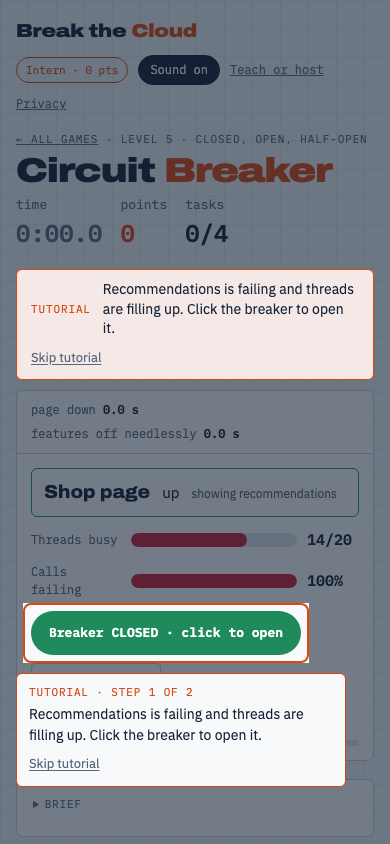 Break the Cloud
Intern · 0 pts
Sound on
Teach or host
Privacy
← ALL GAMES · LEVEL 5 · CLOSED, OPEN, HALF-OPEN
Circuit Breaker
time points tasks
0:00.0 0 0/4
TUTORIAL
Recommendations is failing and threads
are filling up. Click the breaker to open
it.
Skip tutorial
page down 0.0 s
features off needlessly 0.0 s
Shop page up showing recommendations
Threads busy 14/20
Calls
failing 100%
Breaker CLOSED · click to open
TUTORIAL · STEP 1 OF 2
Recommendations is failing and threads are
filling up. Click the breaker to open it.
Skip tutorial
▶ BRIEF